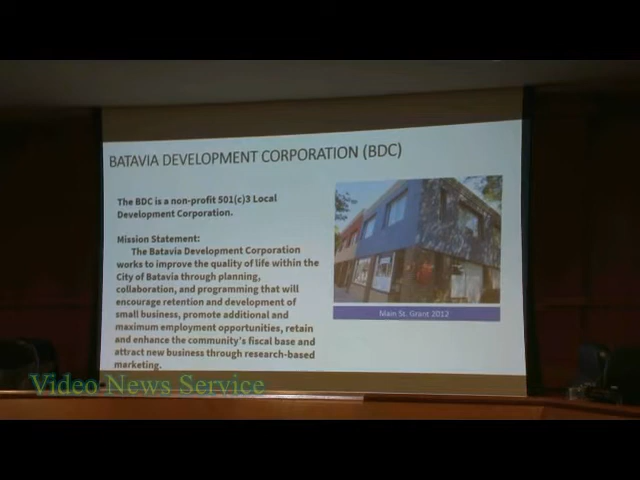 BATAVIA DEVELOPMENT CORPORATION (BDC)
The BDC is a non-profit 501(c)3 Local
Development Corporation.
Mission Statement:
The Batavia Development Corporation
works to improve the quality of life within the
City of Batavia through planning,
collaboration, and programming that will
encourage retention and development of
small business, promote additional and
maximum employment opportunities, retain
and enhance the community's fiscal base and
attract new business through research-based
marketing.
Main St. Grant 2012
Video News Service